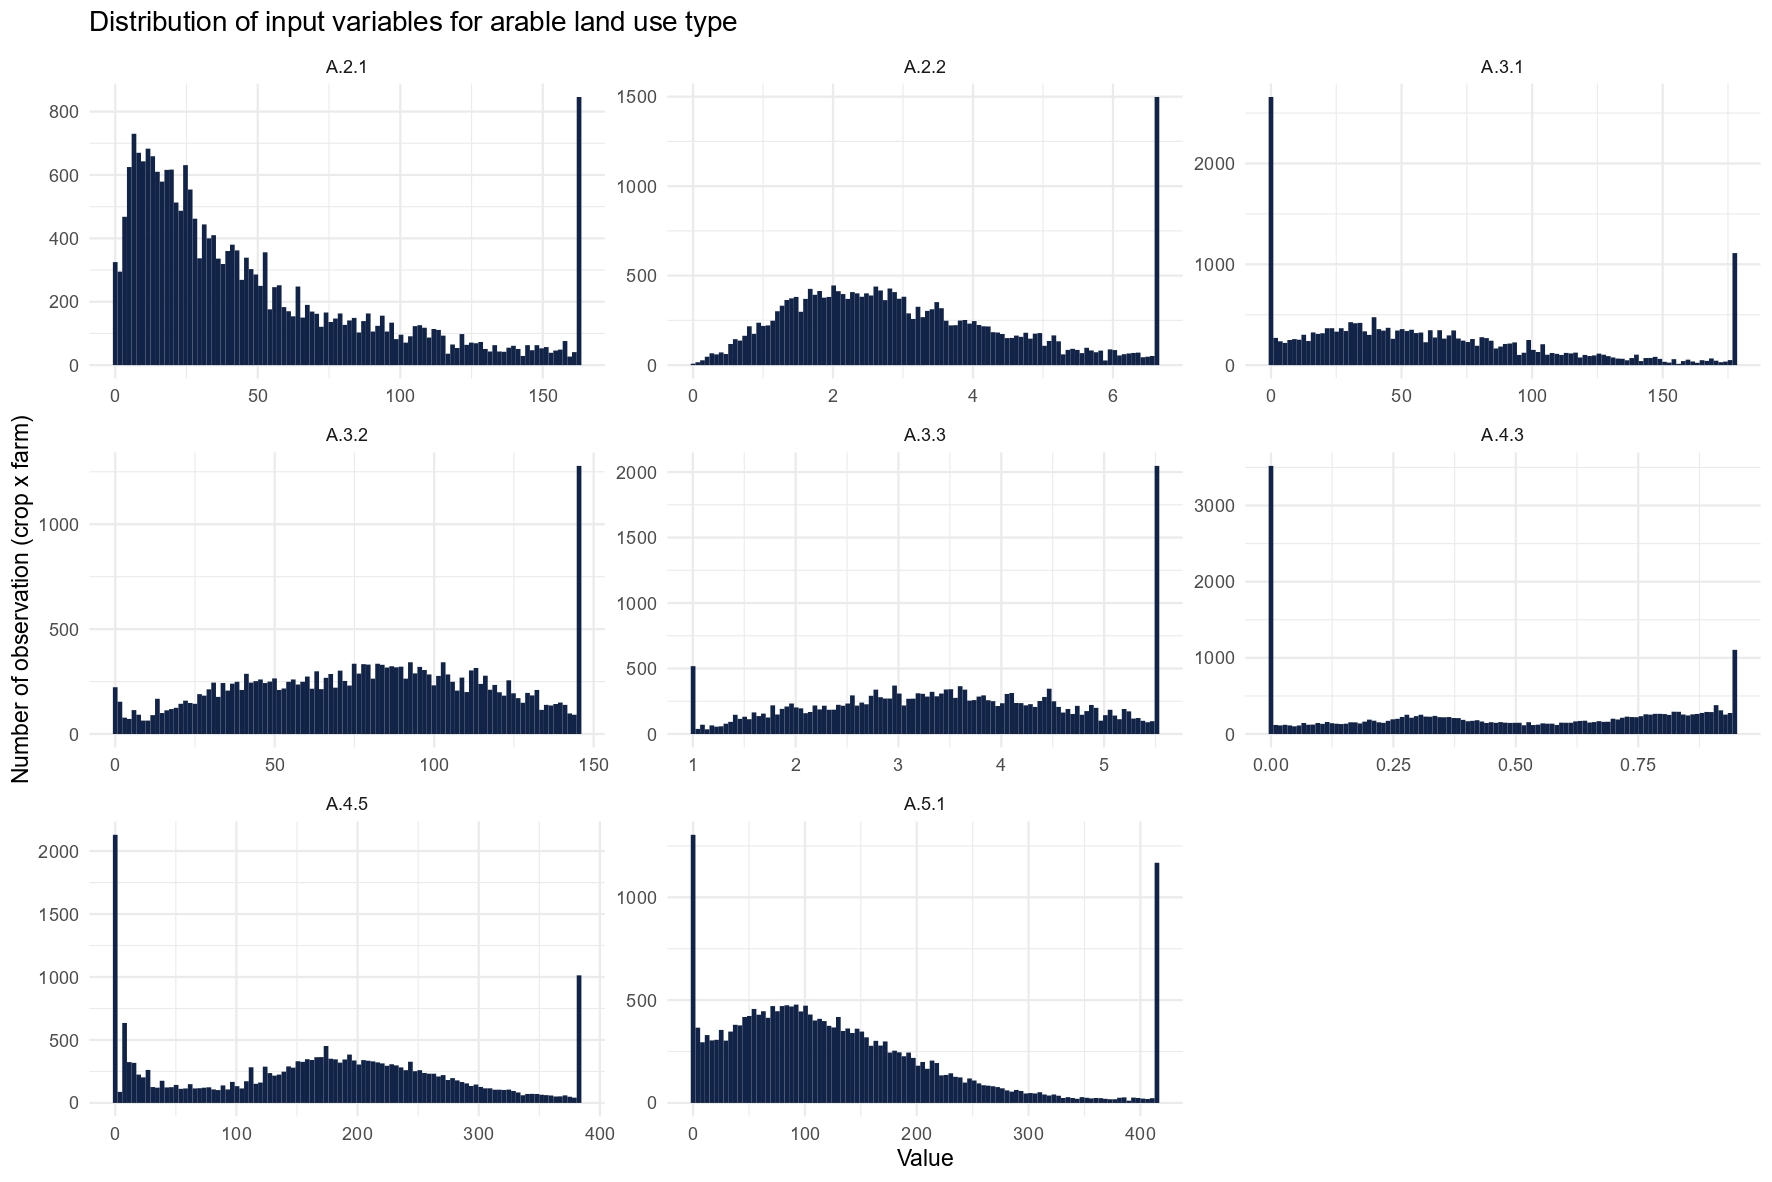 Distribution of input variables for arable land use type
A.2.1
A.2.2
A.3.1
800
600
400
200
0
0 50 100 150
1500
1000
500
0
0 2 4 6
2000
1000
0
0 50 100 150
A.3.2
A.3.3
A.4.3
1000
500
0
0 50 100 150
2000
1500
1000
500
0
1 2 3 4 5
3000
2000
1000
0
0.00 0.25 0.50 0.75
A.4.5
A.5.1
2000
1500
1000
500
0
0 100 200 300 400
1000
500
0
0 100 200 300 400
Number of observation (crop x farm)
Value